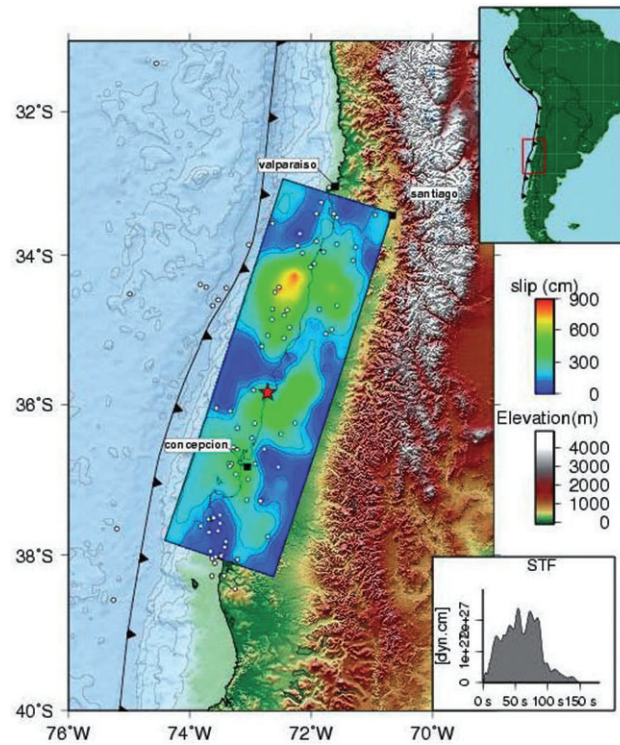 32°S
34°S
36°S
38°S
40°S
76°W
74°W
72°W
70°W
valparaiso
santiago
concepcion
slip (cm)
900
600
300
0
Elevation(m)
4000
3000
2000
1000
0
STF
[dyn.cm]
0 s
50 s
100 s
150 s